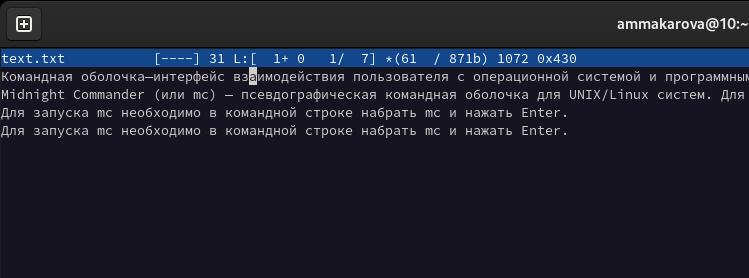 ammakarova@10:~
text.txt [----] 31 L:[ 1+ 0 1/ 7] *(61 / 871b) 1072 0x430
Командная оболочка—интерфейс взаимодействия пользователя с операционной системой и программным
Midnight Commander (или mc) — псевдографическая командная оболочка для UNIX/Linux систем. Для
Для запуска mc необходимо в командной строке набрать mc и нажать Enter.
Для запуска mc необходимо в командной строке набрать mc и нажать Enter.